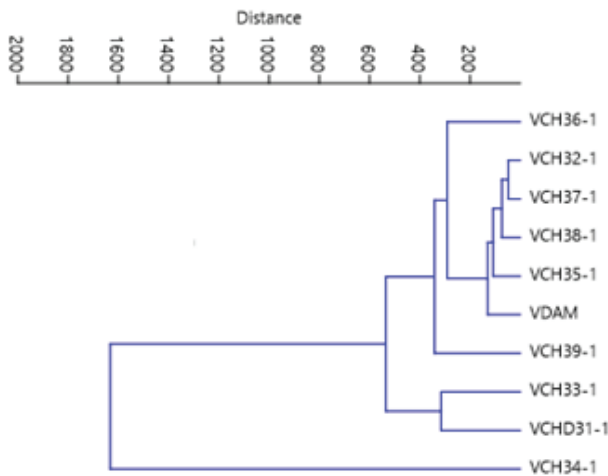 Distance
2000 1800 1600 1400 1200 1000 800 600 400 200
VCH36-1
VCH32-1
VCH37-1
VCH38-1
VCH35-1
VDAM
VCH39-1
VCH33-1
VCHD31-1
VCH34-1